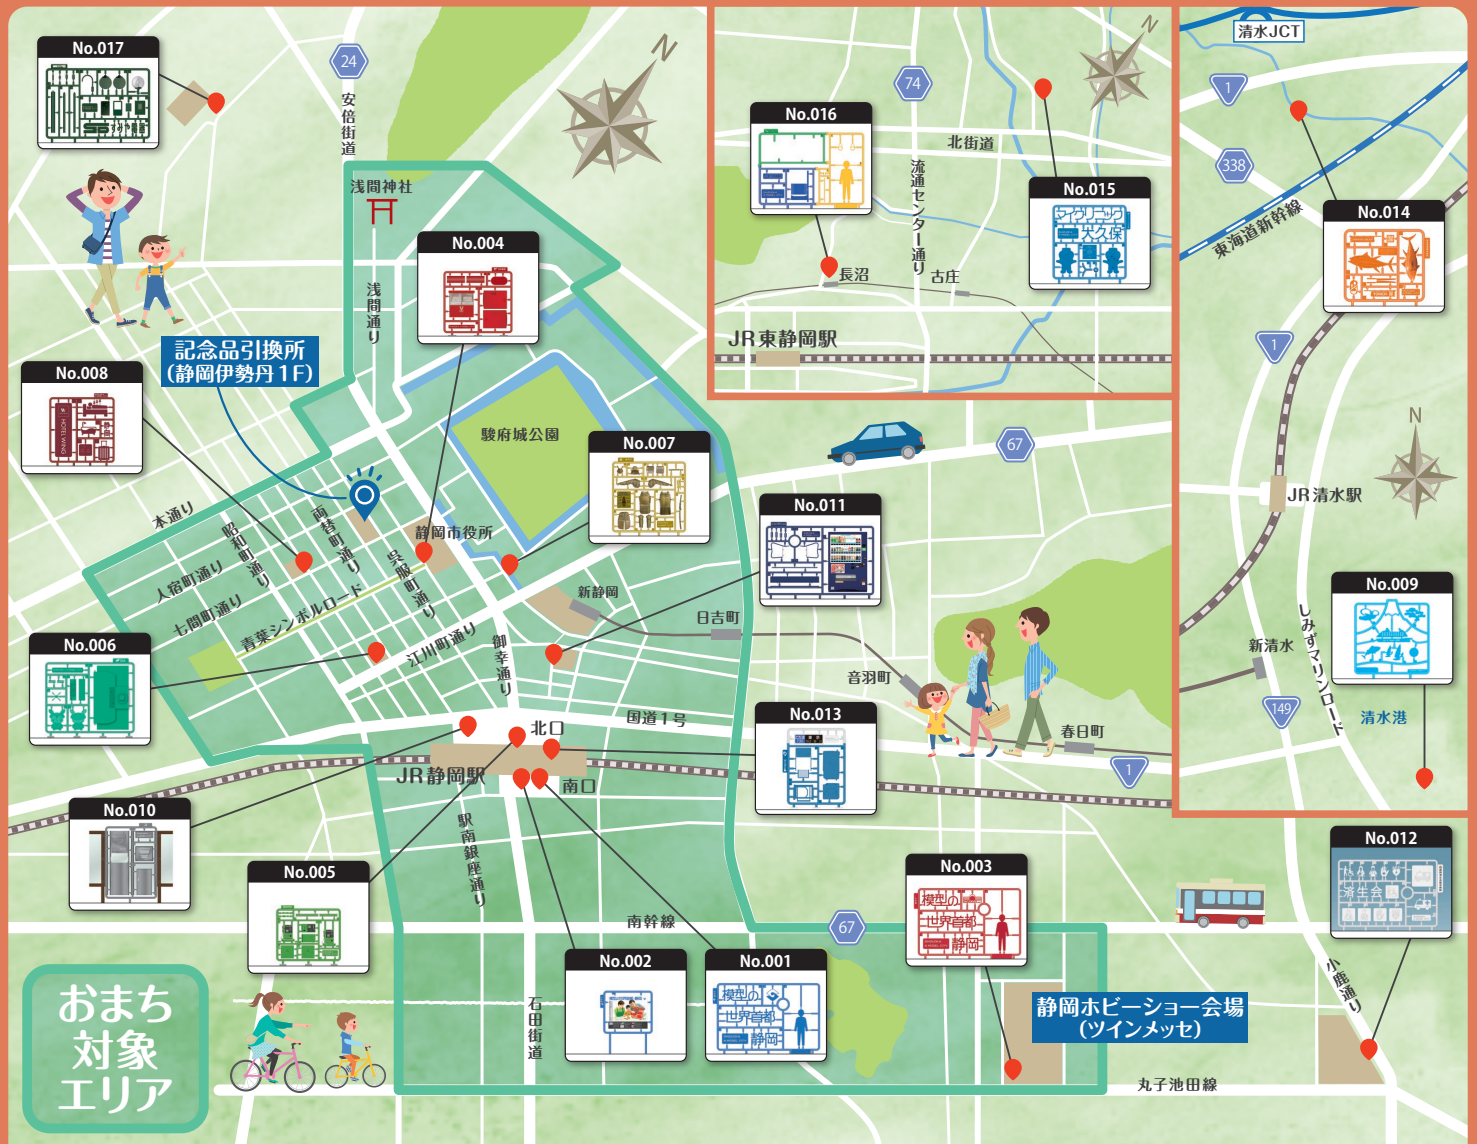 No.017
24
安倍街道
N
浅間神社
浅間通り
No.004
記念品引換所
(静岡伊勢丹1F)
No.008
HOTEL WING
駿府城公園
No.007
本通り
昭和町通り
両替町通り
呉服町通り
静岡市役所
人宿町通り
七間町通り
青葉シンボルロード
江川町通り
御幸通り
新静岡
日吉町
音羽町
春日町
No.011
No.006
国道1号
北口
JR静岡駅
南口
No.013
1
67
No.010
No.005
駅南銀座通り
南幹線
67
No.003
模型の
世界首都
静岡
No.002
No.001
模型の
世界首都
静岡
石田街道
静岡ホビーショー会場
(ツインメッセ)
丸子池田線
おまち
対象
エリア
No.012
済生会
小鹿通り
N
74
No.016
北街道
流通センター通り
No.015
マイクリニック
大久保
長沼
古庄
JR東静岡駅
清水JCT
1
338
東海道新幹線
No.014
1
N
JR清水駅
No.009
新清水
しみずマリンロード
149
清水港